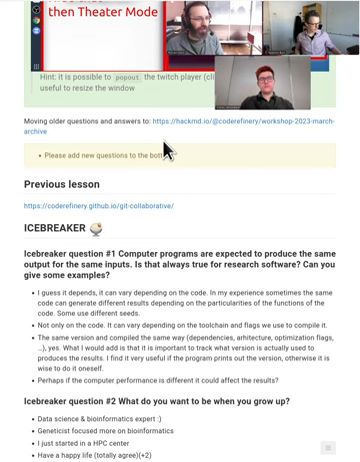 then Theater Mode
Hint: it is possible to popout the twitch player (cli
useful to resize the window
Moving older questions and answers to: https://hackmd.io/@coderefinery/workshop-2023-march-
archive
Please add new questions to the bott
Previous lesson
https://coderefinery.github.io/git-collaborative/
ICEBREAKER
Icebreaker question #1 Computer programs are expected to produce the same
output for the same inputs. Is that always true for research software? Can you
give some examples?
I guess it depends, it can vary depending on the code. In my experience sometimes the same
code can generate different results depending on the particularities of the functions of the
code. Some use different seeds.
Not only on the code. It can vary depending on the toolchain and flags we use to compile it.
The same version and compiled the same way (dependencies, arhitecture, optimization flags,
...), yes. What I would add is that it is important to track what version is actually used to
produces the results. I find it very useful if the program prints out the version, otherwise it is
wise to do it oneself.
Perhaps if the computer performance is different it could affect the results?
Icebreaker question #2 What do you want to be when you grow up?
Data science & bioinformatics expert :)
Geneticist focused more on bioinformatics
I just started in a HPC center
Have a happy life (totally agree)(+2)